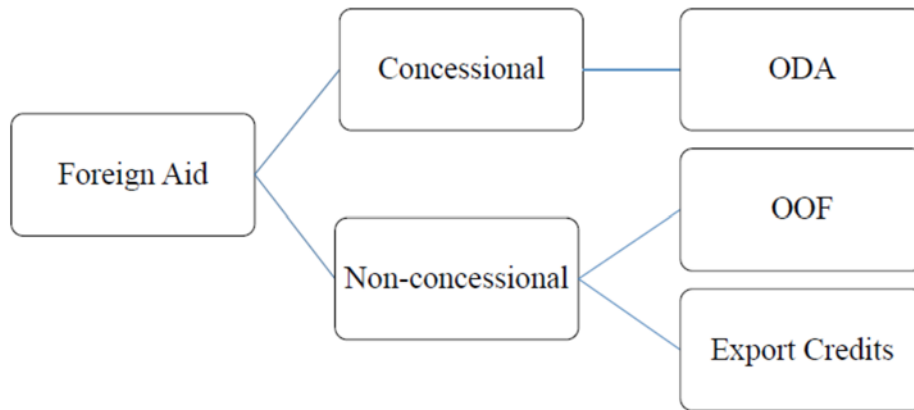 Foreign Aid
Concessional
ODA
Non-concessional
OOF
Export Credits